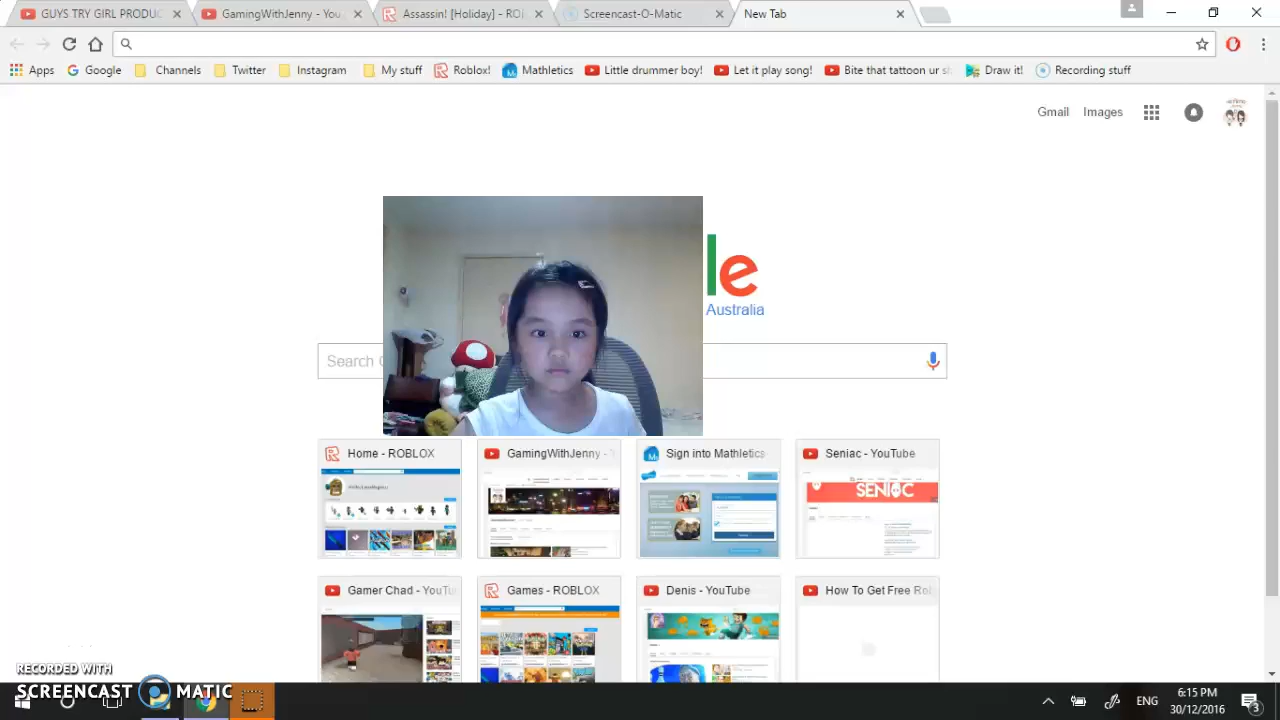 GUYS TRY GIRL PRODUC
GamingWithJenny - You
Assassin! [Holiday] - RO
Screencast-O-Matic
New Tab
Apps
Google
Channels
Twitter
Instagram
My stuff
Roblox!
Mathletics
Little drummer boy!
Let it play song!
Bite that tattoo ur s
Draw it!
Recording stuff
Gmail Images
le
Australia
Search
Home - ROBLOX
GamingWithJenny -
Sign into Mathletics
Seniac - YouTube
SENIAC
Gamer Chad - YouTu
Games - ROBLOX
Denis - YouTube
How To Get Free Ro
RECORDED WITH
SCREENCAST MATIC
ENG
6:15 PM
30/12/2016
3